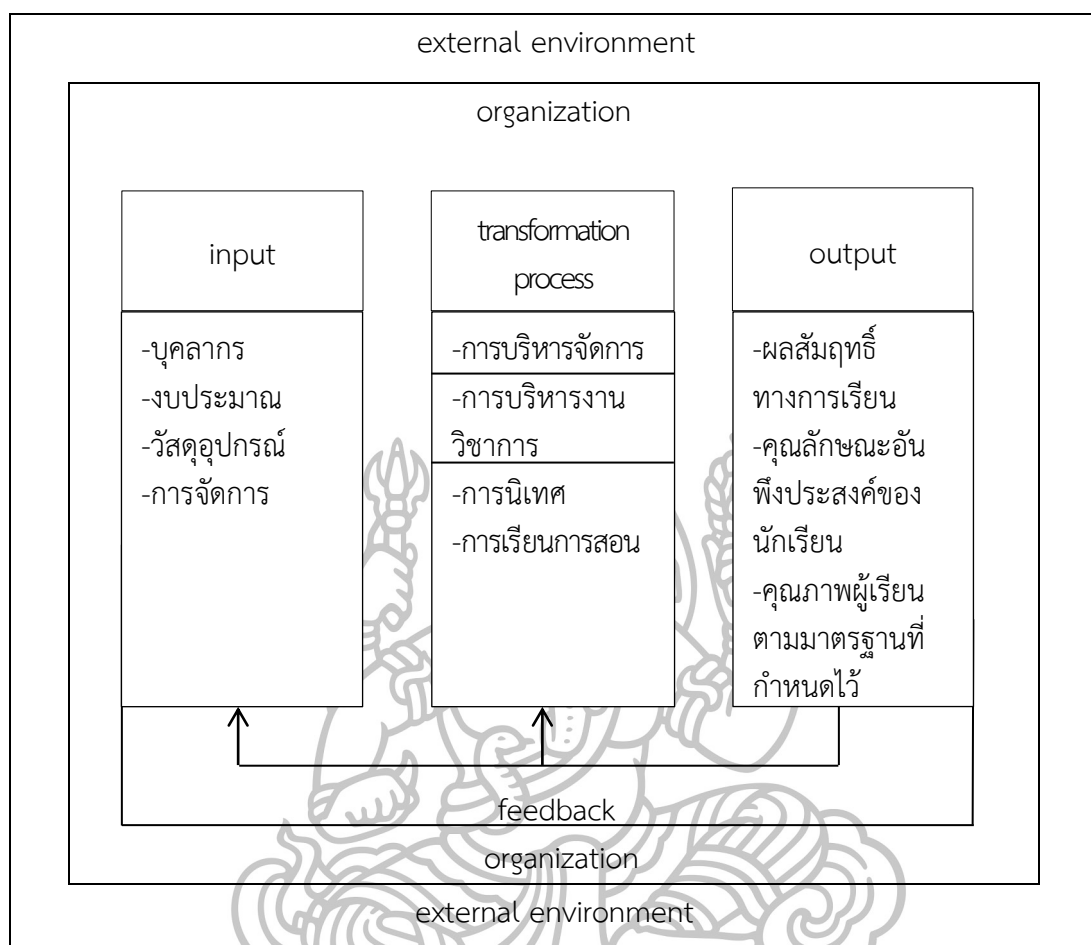 external environment
organization
input
-บุคลากร
-งบประมาณ
-วัสดุอุปกรณ์
-การจัดการ
transformation
process
-การบริหารจัดการ
-การบริหารงาน
วิชาการ
-การนิเทศ
-การเรียนการสอน
output
-ผลสัมฤทธิ์
ทางการเรียน
-คุณลักษณะอัน
พึงประสงค์ของ
นักเรียน
-คุณภาพผู้เรียน
ตามมาตรฐานที่
กำหนดไว้
feedback
organization
external environment